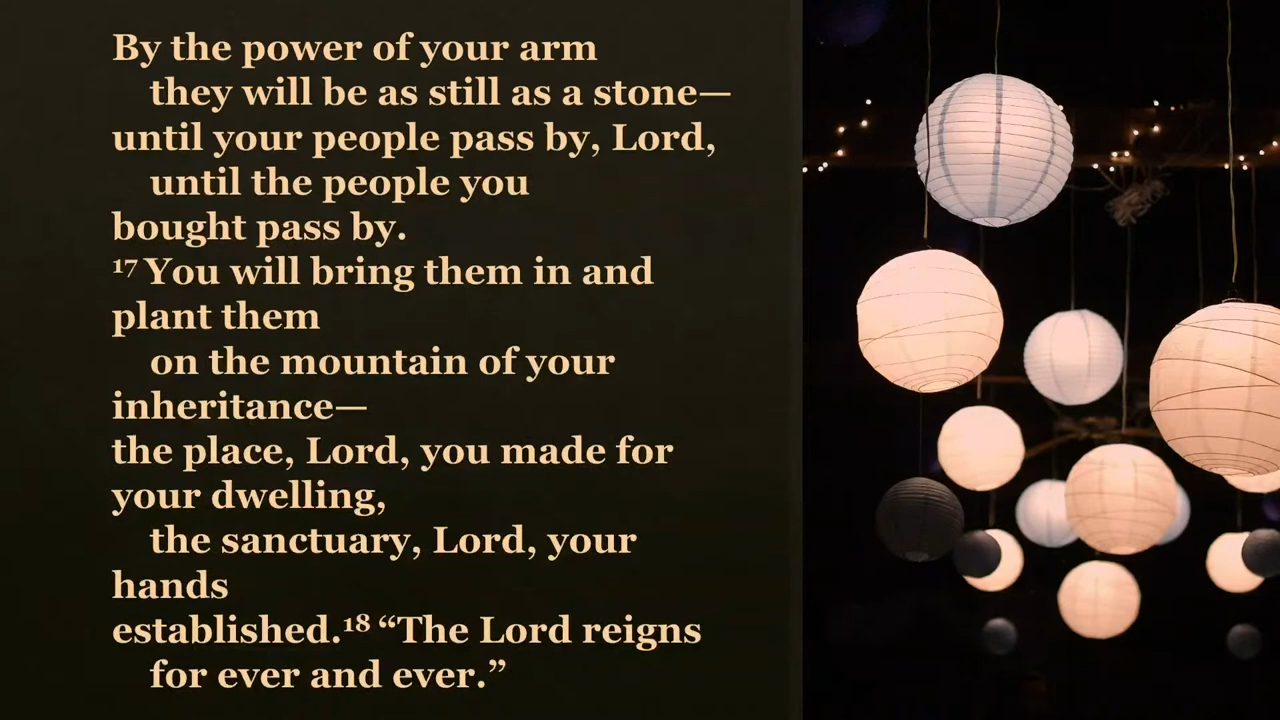 By the power of your arm
they will be as still as a stone—
until your people pass by, Lord,
until the people you
bought pass by.
¹⁷ You will bring them in and
plant them
on the mountain of your
inheritance—
the place, Lord, you made for
your dwelling,
the sanctuary, Lord, your
hands
established.¹⁸ “The Lord reigns
for ever and ever.”